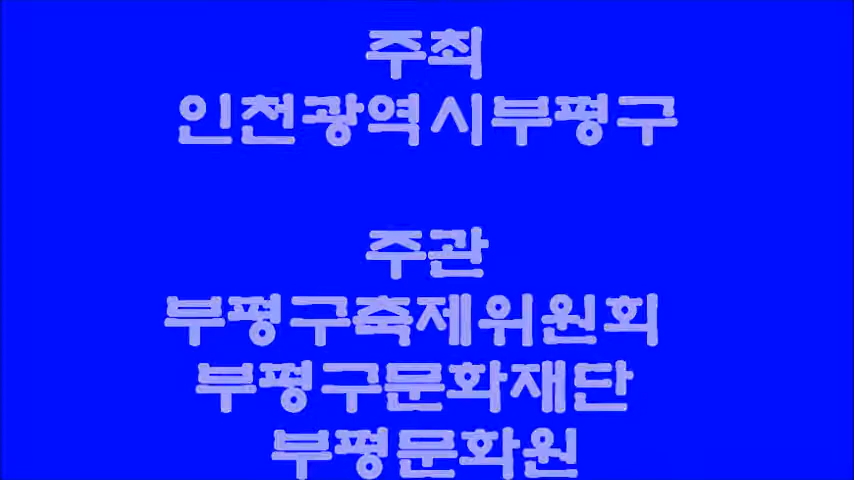 주최
인천광역시부평구
주관
부평구축제위원회
부평구문화재단
부평문화원